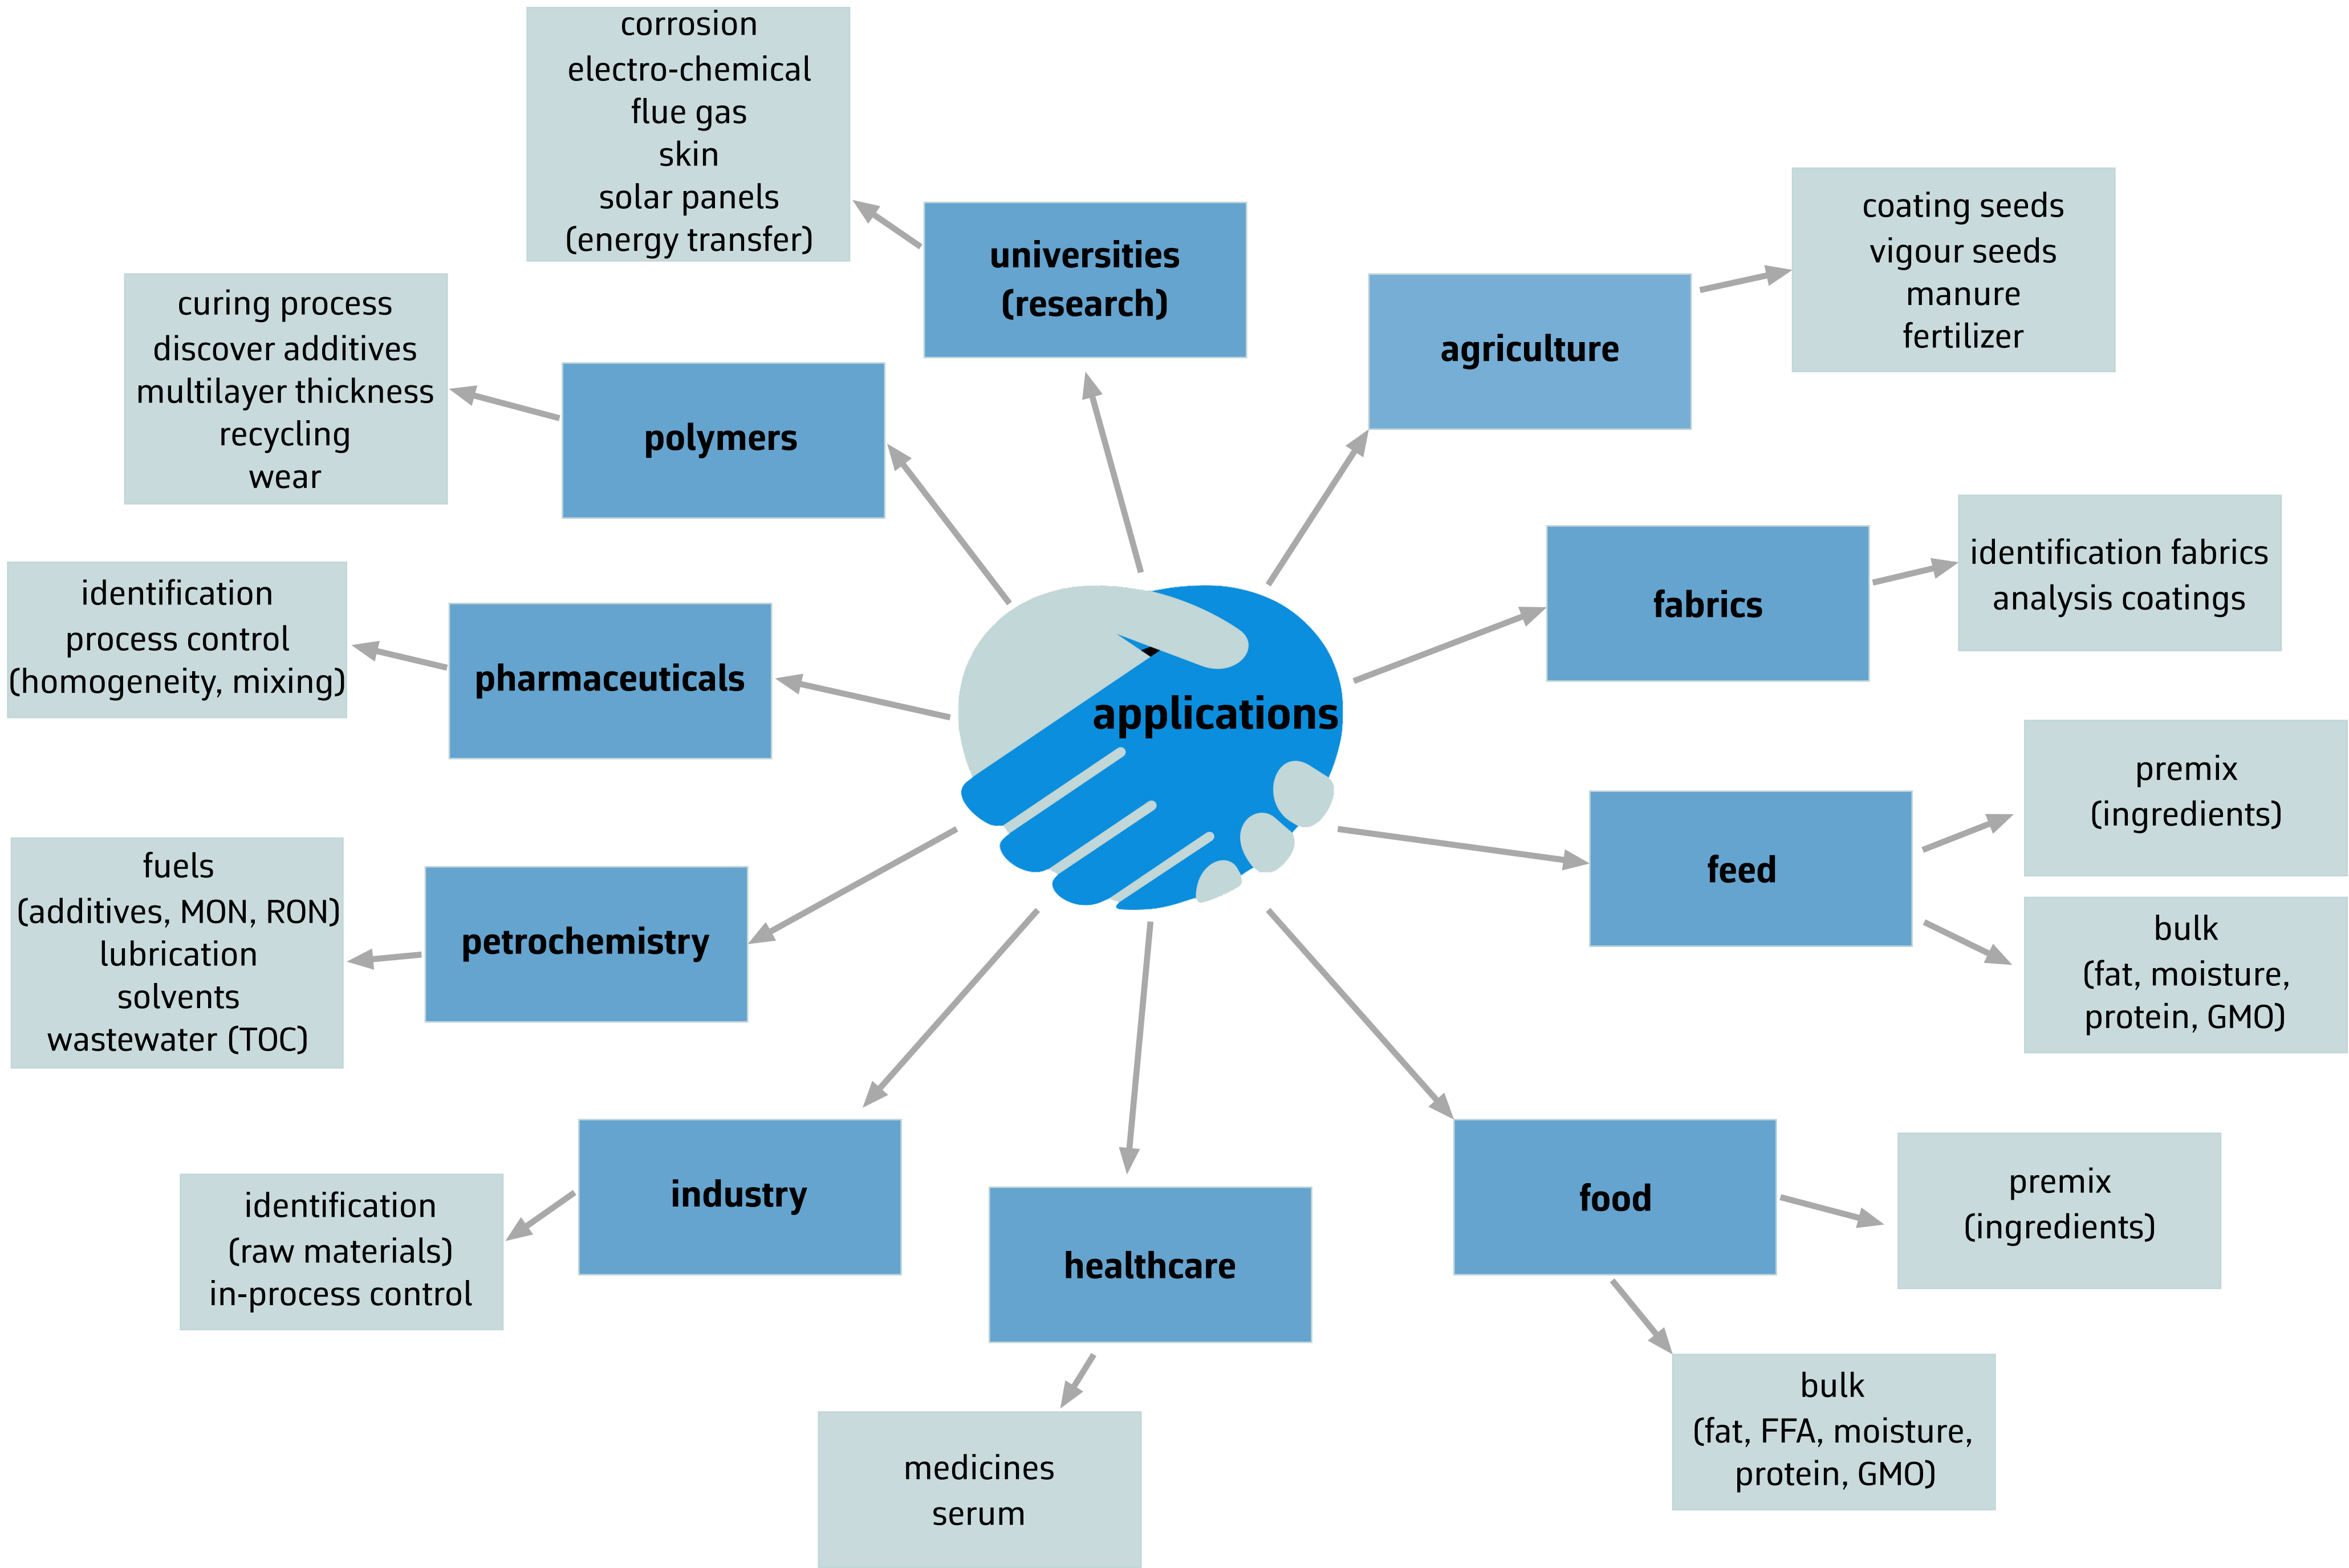 corrosion
electro-chemical
flue gas
skin
solar panels
(energy transfer)
universities
(research)
coating seeds
vigour seeds
manure
fertilizer
agriculture
curing process
discover additives
multilayer thickness
recycling
wear
polymers
identification fabrics
analysis coatings
fabrics
identification
process control
(homogeneity, mixing)
pharmaceuticals
applications
premix
(ingredients)
feed
bulk
(fat, moisture,
protein, GMO)
fuels
(additives, MON, RON)
lubrication
solvents
wastewater (TOC)
petrochemistry
identification
(raw materials)
in-process control
industry
healthcare
food
premix
(ingredients)
bulk
(fat, FFA, moisture,
protein, GMO)
medicines
serum